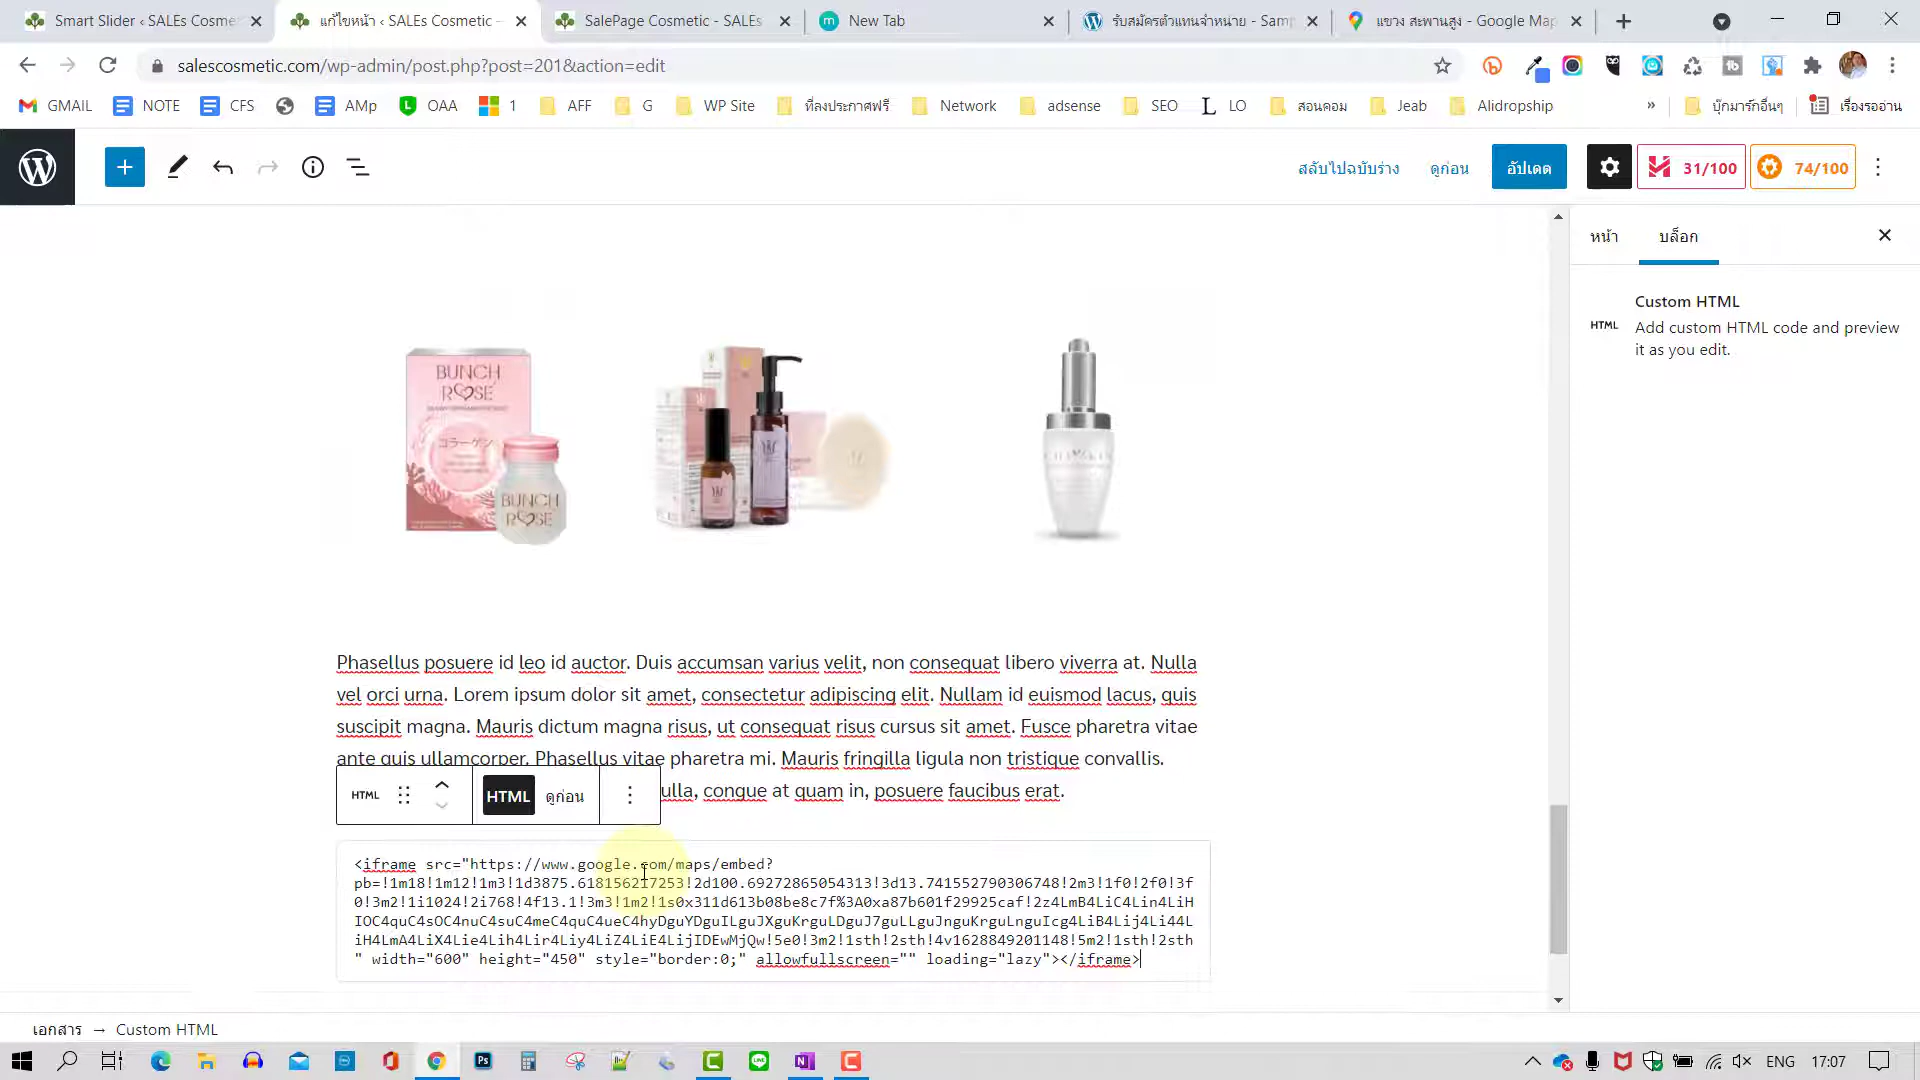 Smart Slider ‹ SALEs Cosme
แก้ไขหน้า ‹ SALEs Cosmetic –
SalePage Cosmetic - SALEs
New Tab
รับสมัครตัวแทนจำหน่าย - Samp
แขวง สะพานสูง - Google Map
salescosmetic.com/wp-admin/post.php?post=201&action=edit
GMAIL
NOTE
CFS
AMp
OAA
1
AFF
G
WP Site
ที่ลงประกาศฟรี
Network
adsense
SEO
LO
สอนคอม
Jeab
Alidropship
»
บุ๊กมาร์กอื่นๆ
เรื่องรออ่าน
สลับไปฉบับร่าง
ดูก่อน
อัปเดต
31/100
74/100
หน้า
บล็อก
HTML
Custom HTML
Add custom HTML code and preview
it as you edit.
BUNCH
ROSE
コラーゲン
BUNCH
ROSE
Phasellus posuere id leo id auctor. Duis accumsan varius velit, non consequat libero viverra at. Nulla
vel orci urna. Lorem ipsum dolor sit amet, consectetur adipiscing elit. Nullam id euismod lacus, quis
suscipit magna. Mauris dictum magna risus, ut consequat risus cursus sit amet. Fusce pharetra vitae
ante quis ullamcorper. Phasellus vitae pharetra mi. Mauris fringilla ligula non tristique convallis.
ulla, congue at quam in, posuere faucibus erat.
HTML
HTML
ดูก่อน
<iframe src="https://www.google.com/maps/embed?
pb=!1m18!1m12!1m3!1d3875.618156217253!2d100.69272865054313!3d13.741552790306748!2m3!1f0!2f0!3f
0!3m2!1i1024!2i768!4f13.1!3m3!1m2!1s0x311d613b08be8c7f%3A0xa87b601f29925caf!2z4LmB4LiC4Lin4LiH
IOC4quC4sOC4nuC4suC4meC4quC4ueC4hyDguYDguILguJXguKrguLDguJ7guLLguJnguKrguLnguIcg4LiB4Lij4Li44L
iH4LmA4LiX4Lie4Lih4Lir4Liy4LiZ4LiE4LijIDEwMjQw!5e0!3m2!1sth!2sth!4v1628849201148!5m2!1sth!2sth
" width="600" height="450" style="border:0;" allowfullscreen="" loading="lazy"></iframe>
เอกสาร → Custom HTML
ENG
17:07